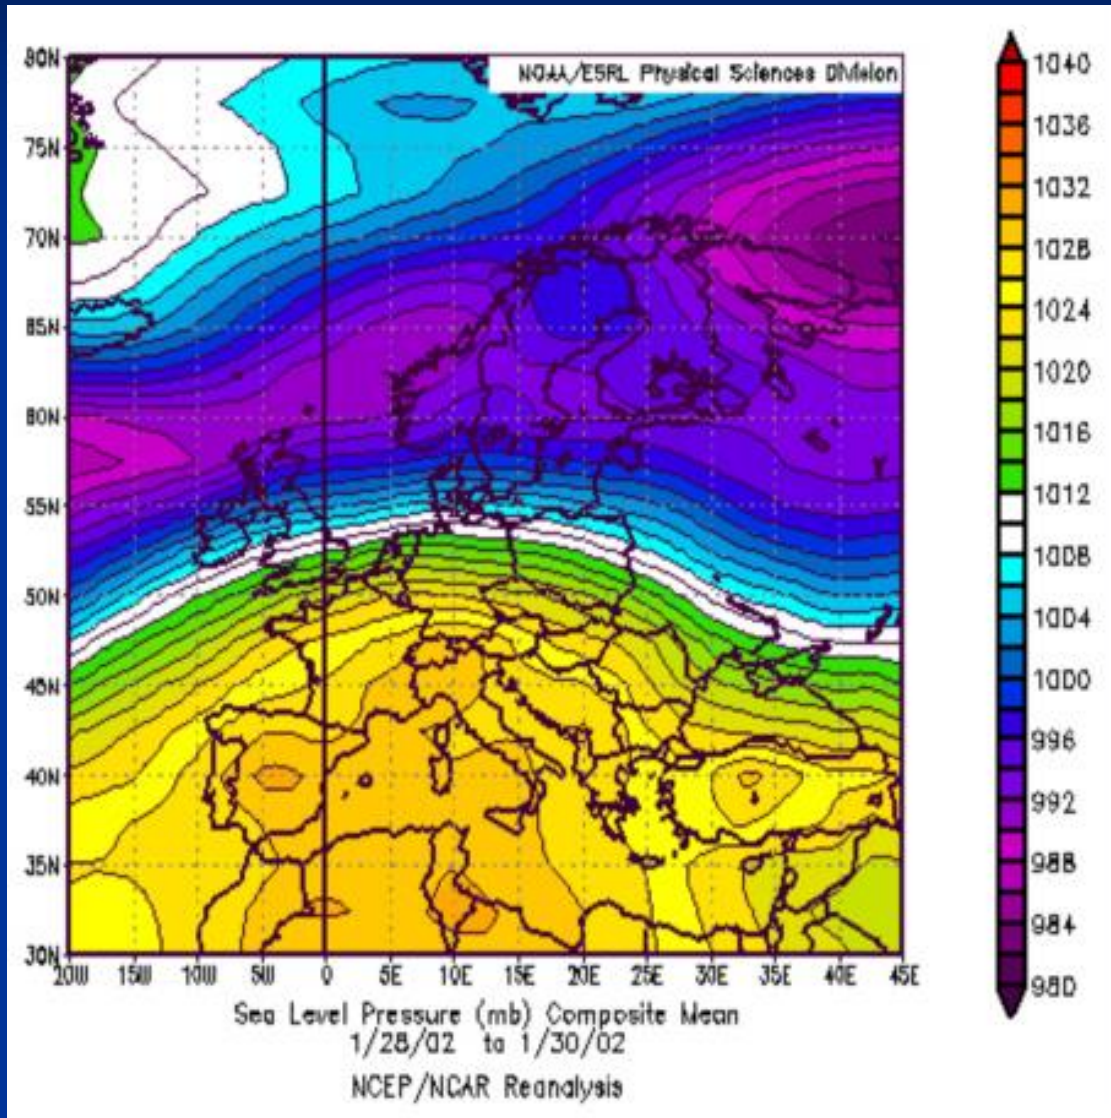 NOAA/ESRL Physical Sciences Division
80N
75N
70N
65N
60N
55N
50N
45N
40N
35N
30N
20W 15W 10W 5W 0 5E 10E 15E 20E 25E 30E 35E 40E 45E
1040
1036
1032
1028
1024
1020
1016
1012
1008
1004
1000
996
992
988
984
980
Sea Level Pressure (mb) Composite Mean
1/28/02 to 1/30/02
NCEP/NCAR Reanalysis